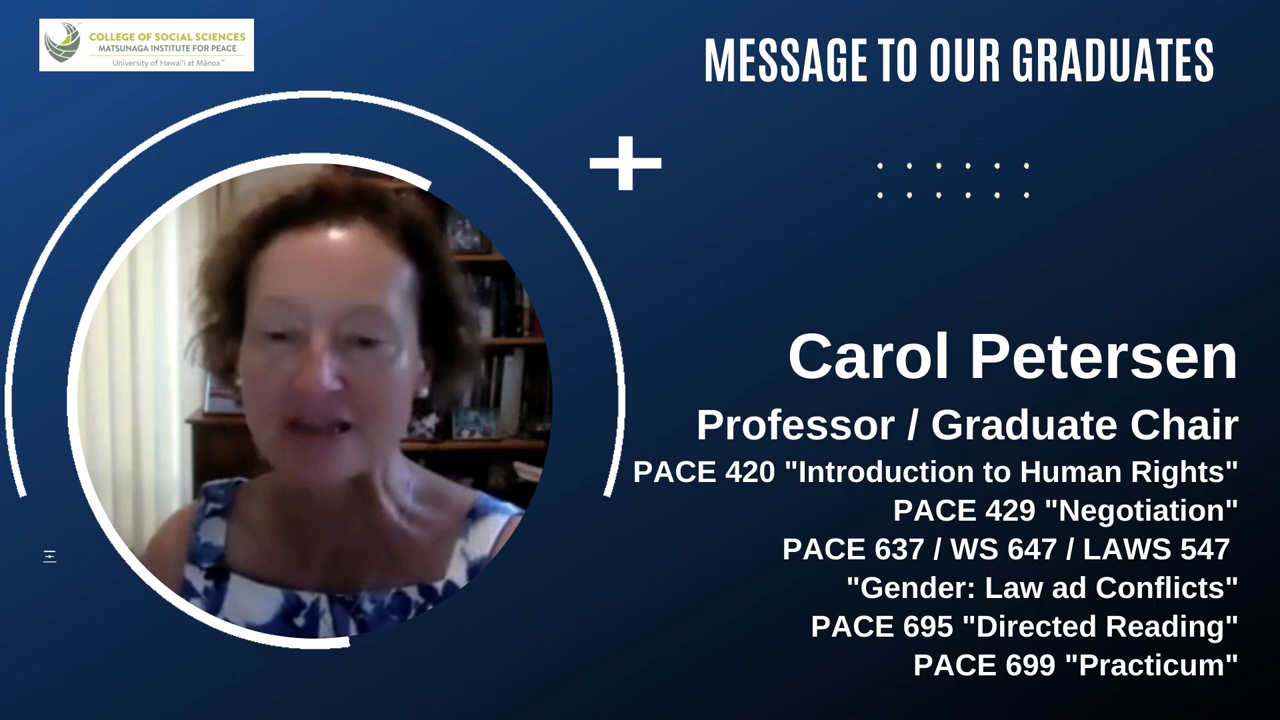 COLLEGE OF SOCIAL SCIENCES
MATSUNAGA INSTITUTE FOR PEACE
University of Hawai'i at Mānoa™
MESSAGE TO OUR GRADUATES
Carol Petersen
Professor / Graduate Chair
PACE 420 "Introduction to Human Rights"
PACE 429 "Negotiation"
PACE 637 / WS 647 / LAWS 547
"Gender: Law ad Conflicts"
PACE 695 "Directed Reading"
PACE 699 "Practicum"